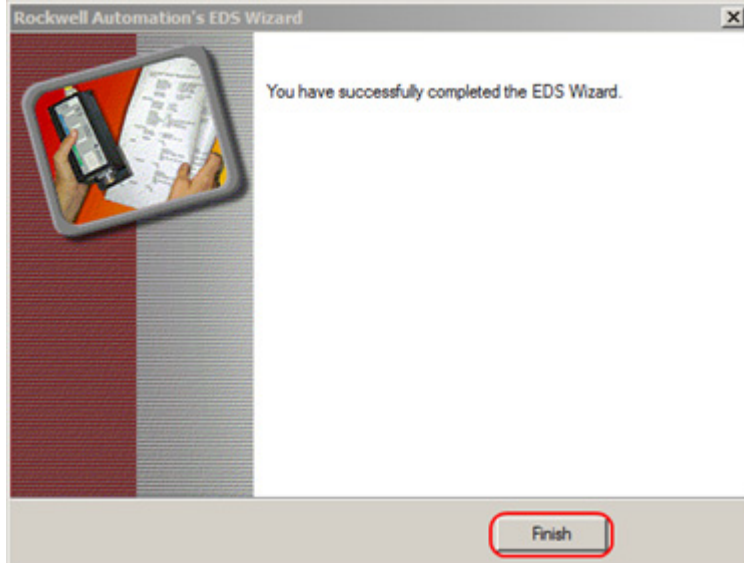 Rockwell Automation's EDS Wizard
You have successfully completed the EDS Wizard.
Finish